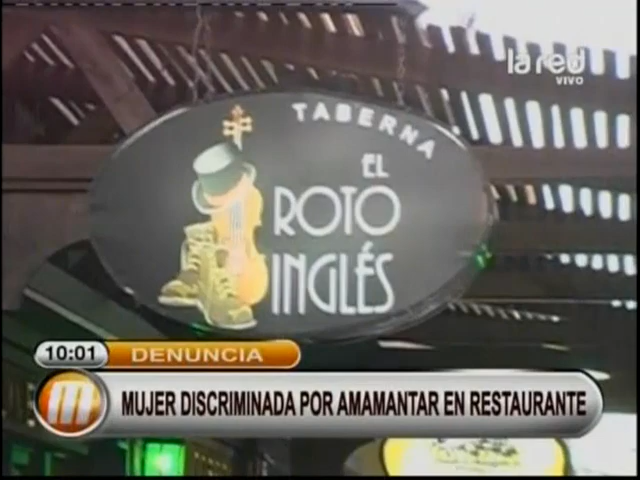 la red
VIVO
TABERNA
EL
ROTO
INGLÉS
10:01 DENUNCIA
m MUJER DISCRIMINADA POR AMAMANTAR EN RESTAURANTE